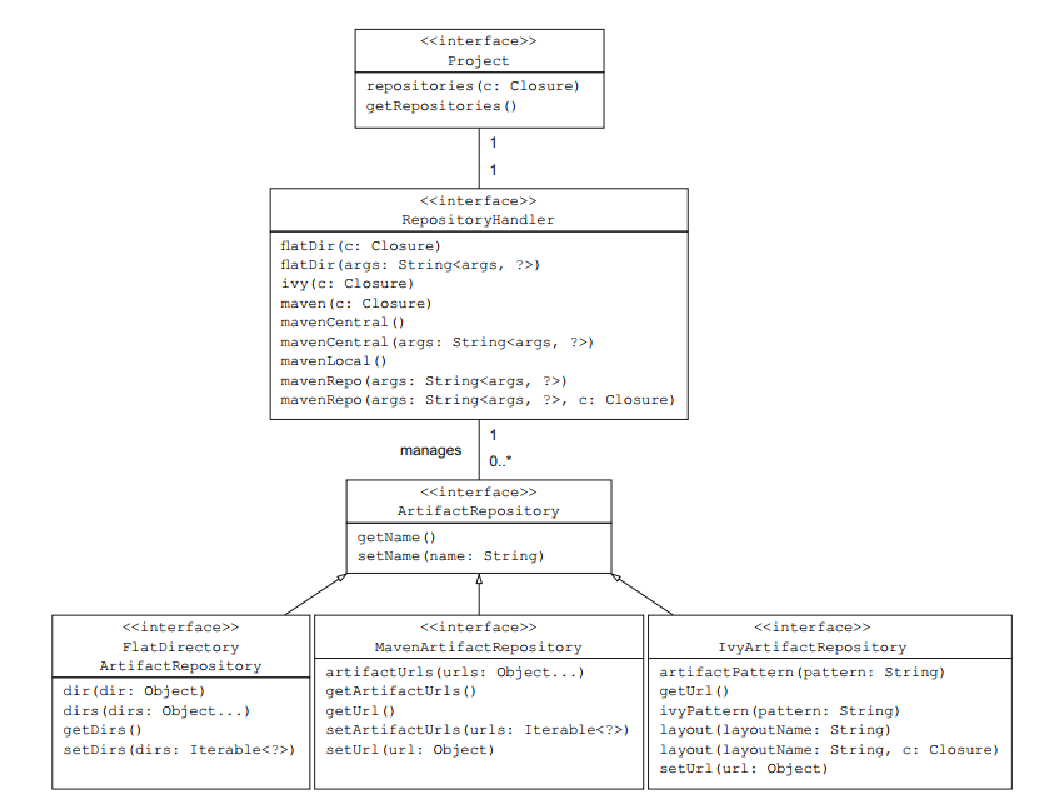 <<interface>>
Project
repositories(c: Closure)
getRepositories()
1
1
<<interface>>
RepositoryHandler
flatDir(c: Closure)
flatDir(args: String<args, ?>)
ivy(c: Closure)
maven(c: Closure)
mavenCentral()
mavenCentral(args: String<args, ?>)
mavenLocal()
mavenRepo(args: String<args, ?>)
mavenRepo(args: String<args, ?>, c: Closure)
manages
1
0..*
<<interface>>
ArtifactRepository
getName()
setName(name: String)
<<interface>>
FlatDirectory
ArtifactRepository
dir(dir: Object)
dirs(dirs: Object...)
getDirs()
setDirs(dirs: Iterable<?>)
<<interface>>
MavenArtifactRepository
artifactUrls(urls: Object...)
getArtifactUrls()
getUrl()
setArtifactUrls(urls: Iterable<?>)
setUrl(url: Object)
<<interface>>
IvyArtifactRepository
artifactPattern(pattern: String)
getUrl()
ivyPattern(pattern: String)
layout(layoutName: String)
layout(layoutName: String, c: Closure)
setUrl(url: Object)